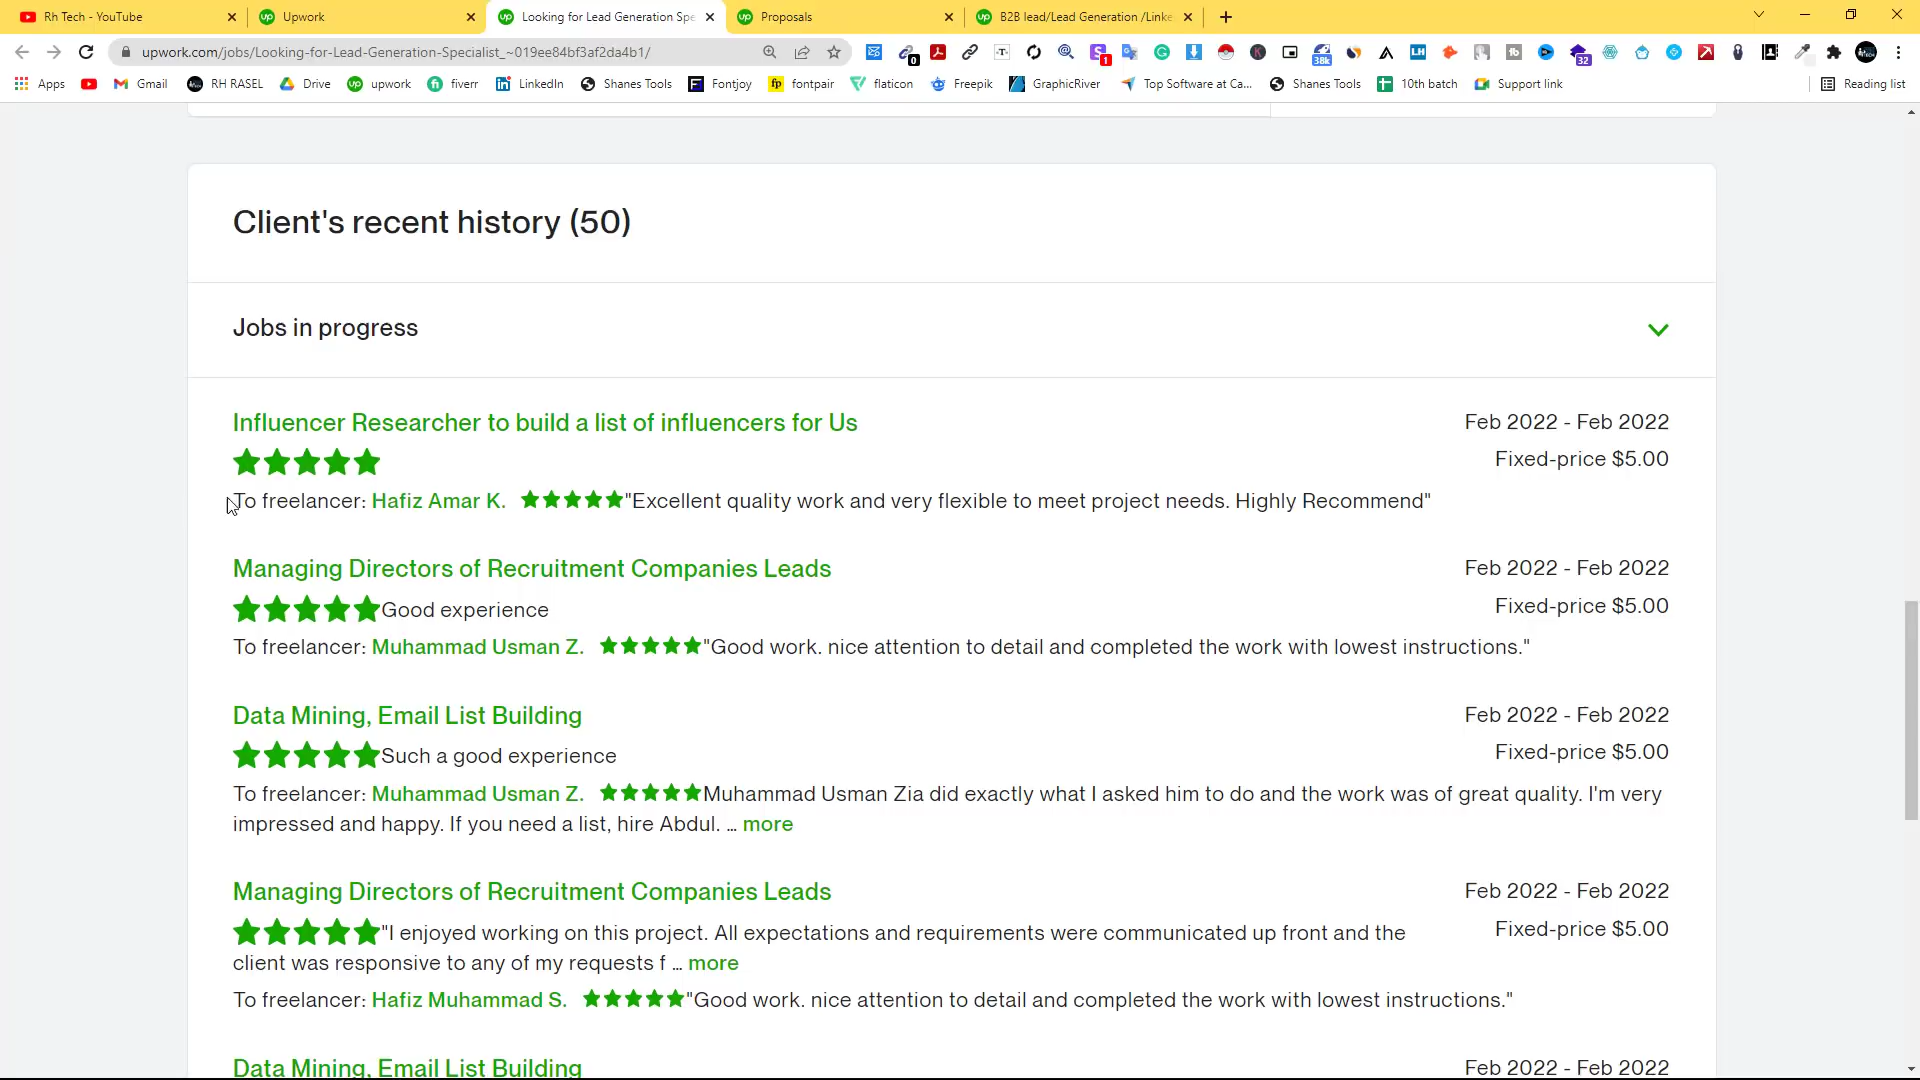 Rh Tech - YouTube
Upwork
Looking for Lead Generation Spe
Proposals
B2B lead/Lead Generation /Linke
upwork.com/jobs/Looking-for-Lead-Generation-Specialist_~019ee84bf3af2da4b1/
0
1
38k
LH
32
Apps
Gmail
RH RASEL
Drive
upwork
fiverr
LinkedIn
Shanes Tools
Fontjoy
fontpair
flaticon
Freepik
GraphicRiver
Top Software at Ca...
Shanes Tools
10th batch
Support link
Reading list
Client's recent history (50)
Jobs in progress
Influencer Researcher to build a list of influencers for Us
Feb 2022 - Feb 2022
Fixed-price $5.00
To freelancer: Hafiz Amar K. "Excellent quality work and very flexible to meet project needs. Highly Recommend"
Managing Directors of Recruitment Companies Leads
Feb 2022 - Feb 2022
Good experience
Fixed-price $5.00
To freelancer: Muhammad Usman Z. "Good work. nice attention to detail and completed the work with lowest instructions."
Data Mining, Email List Building
Feb 2022 - Feb 2022
Such a good experience
Fixed-price $5.00
To freelancer: Muhammad Usman Z. Muhammad Usman Zia did exactly what I asked him to do and the work was of great quality. I'm very
impressed and happy. If you need a list, hire Abdul. ... more
Managing Directors of Recruitment Companies Leads
Feb 2022 - Feb 2022
"I enjoyed working on this project. All expectations and requirements were communicated up front and the
Fixed-price $5.00
client was responsive to any of my requests f ... more
To freelancer: Hafiz Muhammad S. "Good work. nice attention to detail and completed the work with lowest instructions."
Data Mining, Email List Building
Feb 2022 - Feb 2022